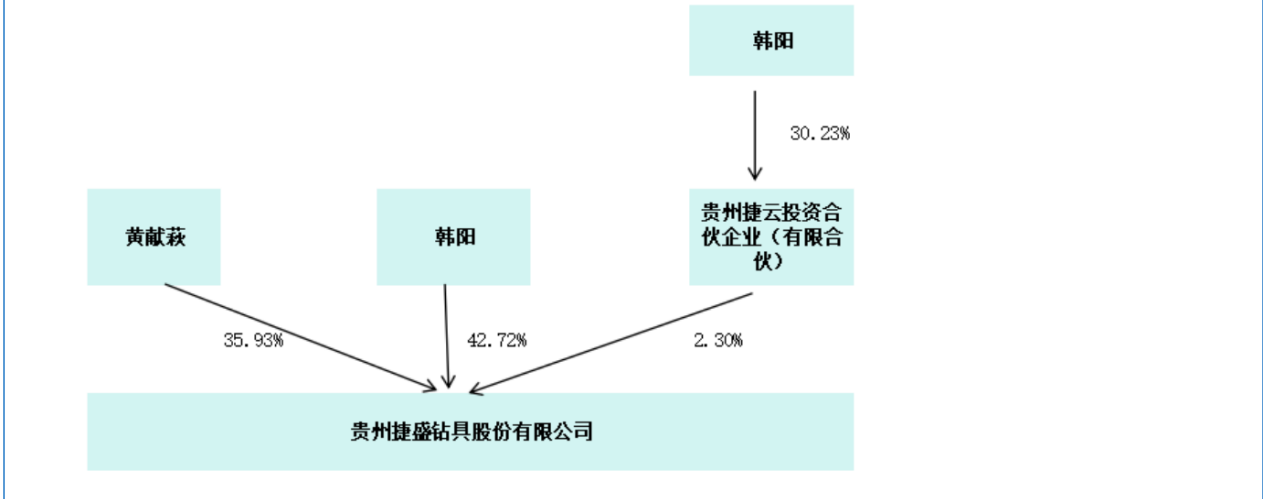 韩阳
30.23%
黄献萩
韩阳
贵州捷云投资合
伙企业（有限合
伙）
35.93%
42.72%
2.30%
贵州捷盛钻具股份有限公司